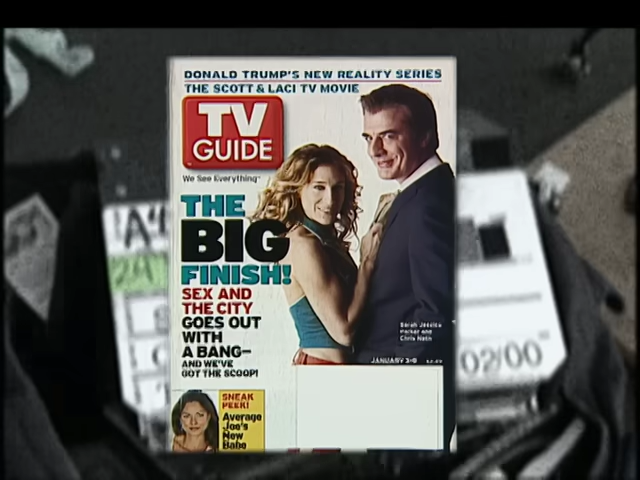 DONALD TRUMP'S NEW REALITY SERIES
THE SCOTT & LACI TV MOVIE
TV
GUIDE
We See Everything
THE
BIG
FINISH!
SEX AND
THE CITY
GOES OUT
WITH
A BANG—
AND WE'VE
GOT THE SCOOP!
Sarah Jessica
Parker and
Chris Noth
JANUARY 3-9
SNEAK
PEEK!
Average
Joe's
New
Babe
02/00